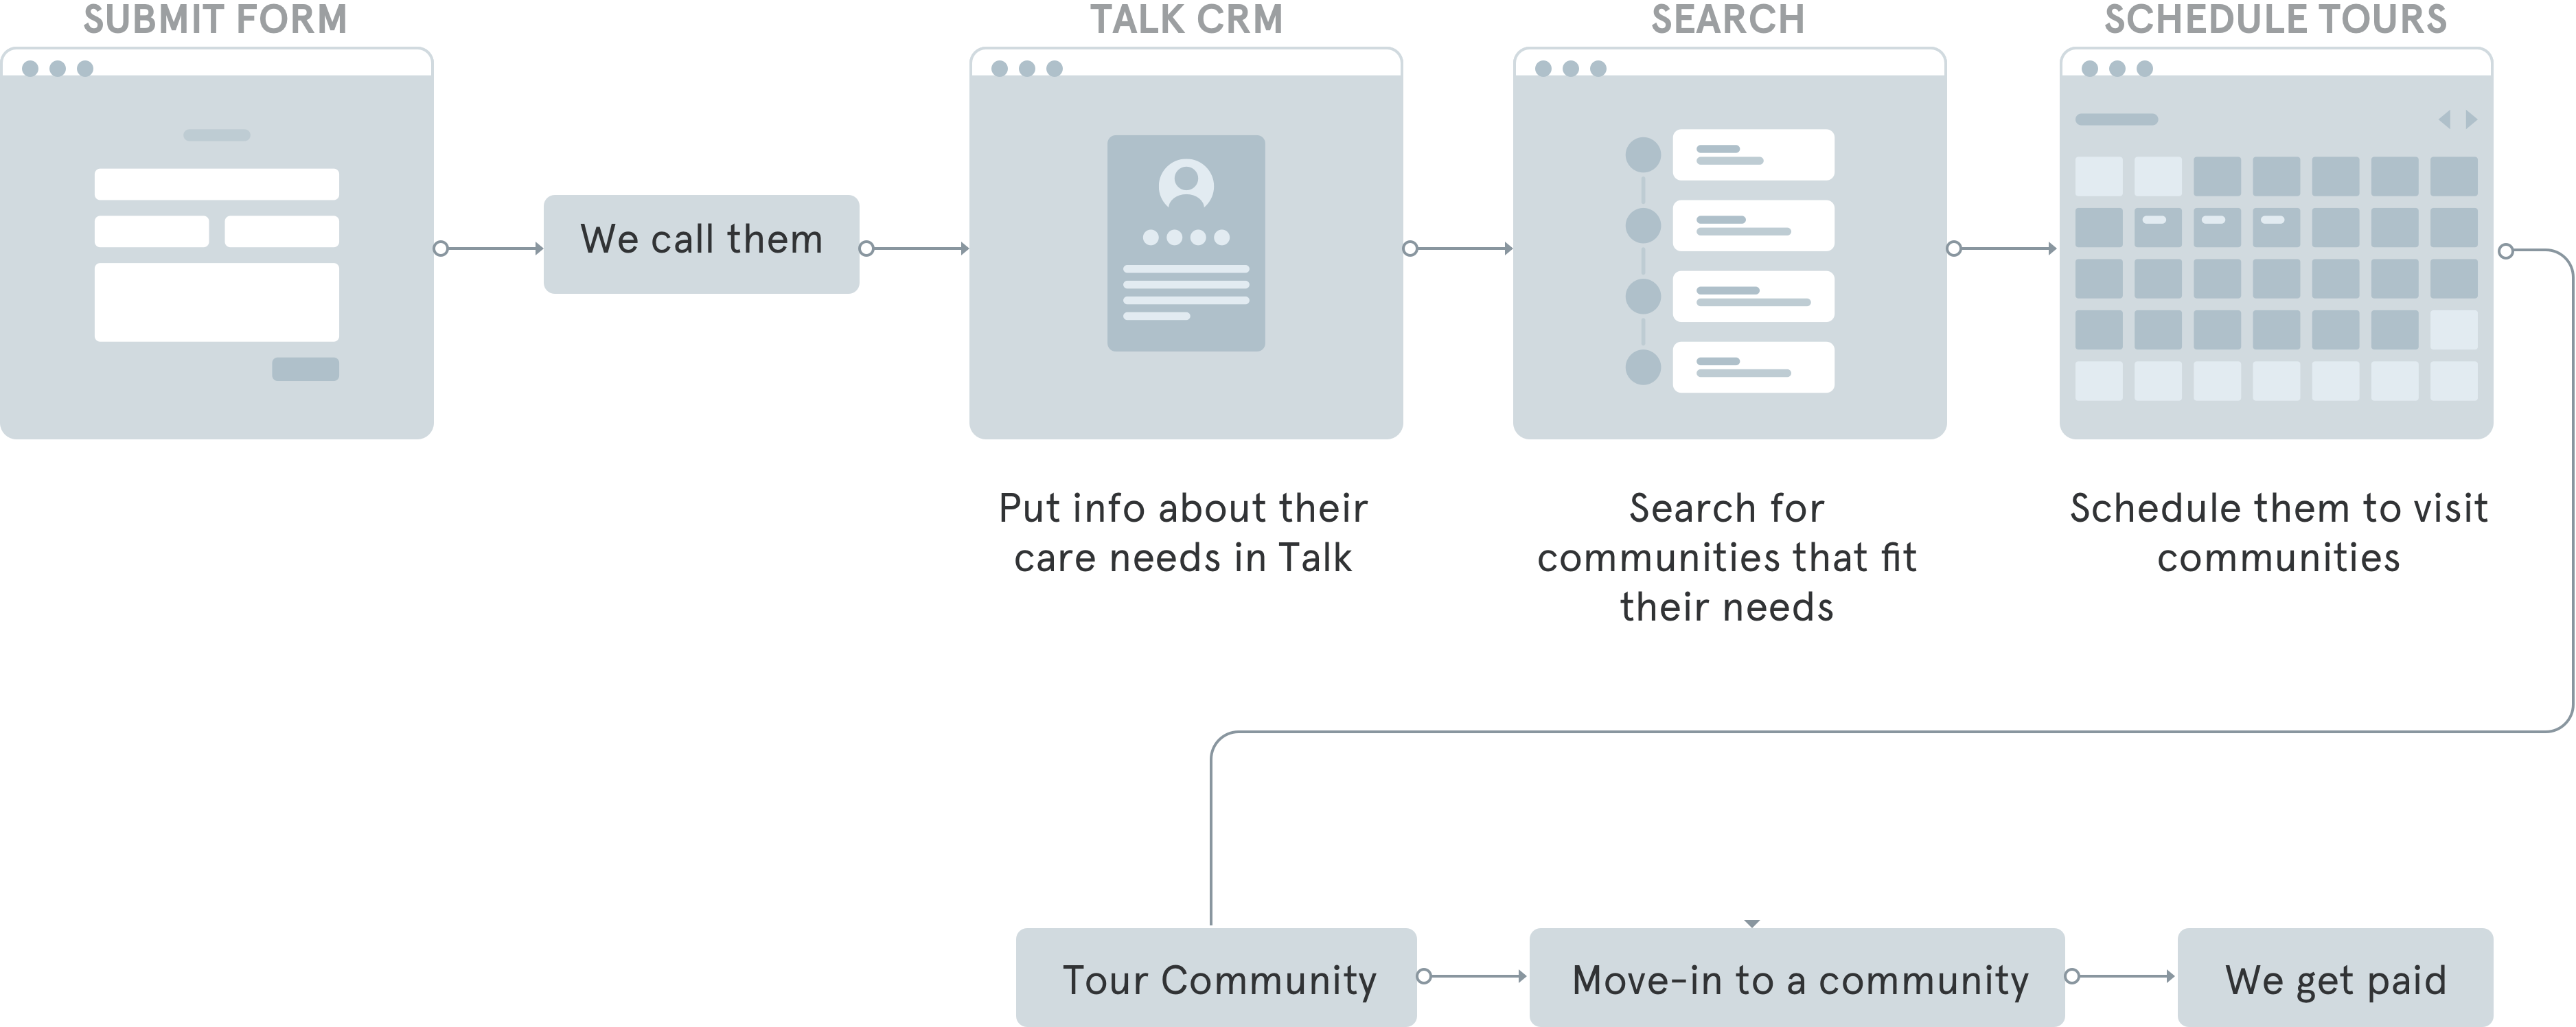 SUBMIT FORM
TALK CRM
SEARCH
SCHEDULE TOURS
We call them
Put info about their
care needs in Talk
Search for
communities that fit
their needs
Schedule them to visit
communities
Tour Community
Move-in to a community
We get paid